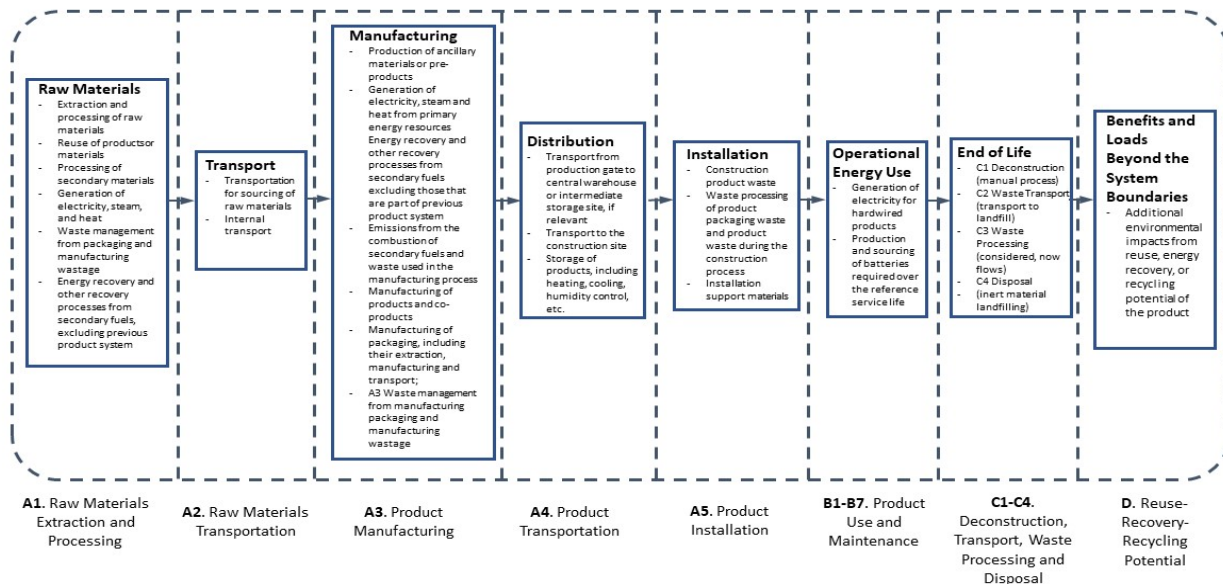 Raw Materials
- Extraction and
processing of raw
materials
- Reuse of productsor
materials
- Processing of
secondary materials
- Generation of
electricity, steam, and
heat
- Waste management
from packaging and
manufacturing
wastage
- Energy recovery and
other recovery
processes from
secondary fuels,
excluding previous
product system
Transport
- Transportation
for sourcing of
raw materials
- Internal
transport
Manufacturing
- Production of ancillary
materials or pre-
products
- Generation of
electricity, steam and
heat from primary
energy resources
Energy recovery and
other recovery
processes from
secondary fuels
excluding those that
are part of previous
product system
- Emissions from the
combustion of
secondary fuels and
waste used in the
manufacturing process
- Manufacturing of
products and co-
products
- Manufacturing of
packaging, including
their extraction,
manufacturing and
transport;
- A3 Waste management
from manufacturing
packaging and
manufacturing
wastage
Distribution
- Transport from
production gate to
central warehouse
or intermediate
storage site, if
relevant
- Transport to the
construction site
- Storage of
products, including
heating, cooling,
humidity control,
etc.
Installation
- Construction
product waste
- Waste processing
of product
packaging waste
and product
waste during the
construction
process
- Installation
support materials
Operational
Energy Use
- Generation of
electricity for
hardwired
products
- Production
and sourcing of
batteries
required over
the reference
service life
End of Life
- C1 Deconstruction
(manual process)
- C2 Waste Transport
(transport to
landfill)
- C3 Waste
Processing
(considered, now
flows)
- C4 Disposal
- (inert material
landfilling)
Benefits and
Loads
Beyond the
System
Boundaries
- Additional
environmental
impacts from
reuse, energy
recovery, or
recycling
potential of
the product
A1. Raw Materials
Extraction and
Processing
A2. Raw Materials
Transportation
A3. Product
Manufacturing
A4. Product
Transportation
A5. Product
Installation
B1-B7. Product
Use and
Maintenance
C1-C4.
Deconstruction,
Transport, Waste
Processing and
Disposal
D. Reuse-
Recovery-
Recycling
Potential